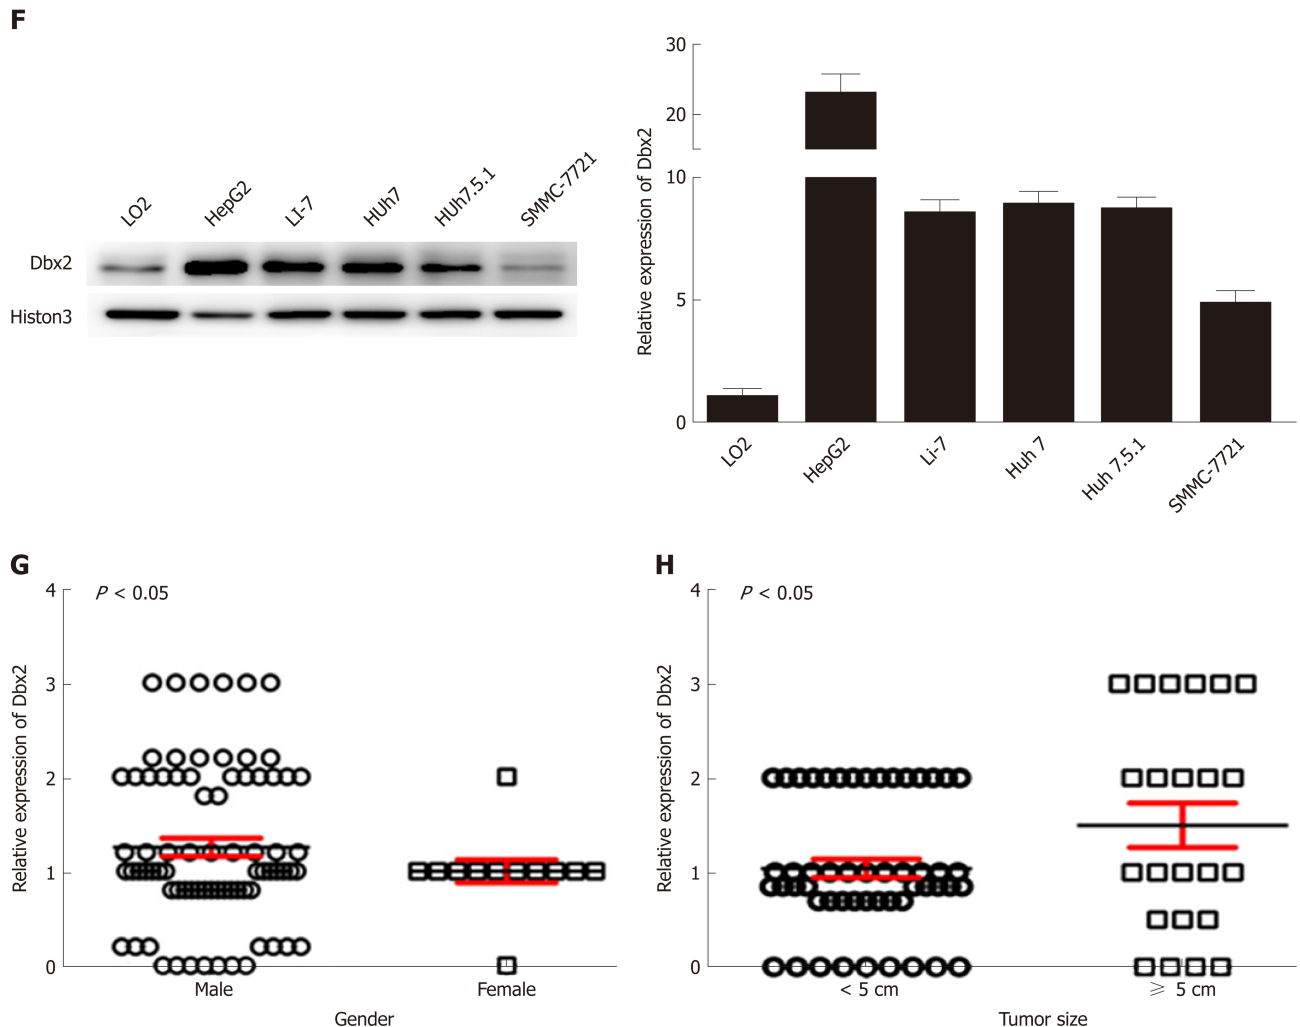 F
LO2
HepG2
LI-7
HUh7
HUh7.5.1
SMMC-7721
Dbx2
Histon3
Relative expression of Dbx2
30
20
10
5
0
LO2
HepG2
Li-7
Huh 7
Huh 7.5.1
SMMC-7721
G
P < 0.05
Relative expression of Dbx2
4
3
2
1
0
Male
Female
Gender
H
P < 0.05
Relative expression of Dbx2
4
3
2
1
0
< 5 cm
⩾ 5 cm
Tumor size